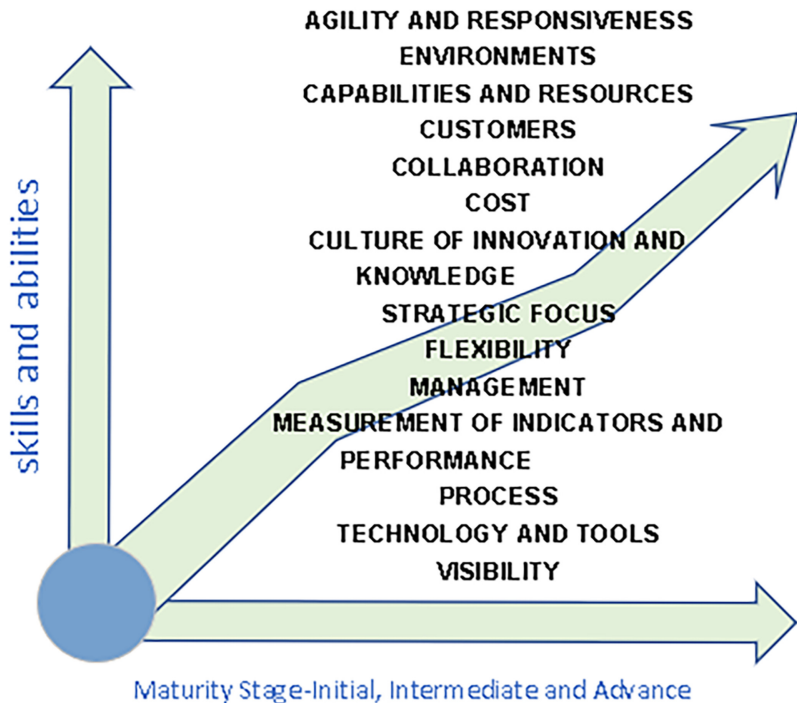 AGILITY AND RESPONSIVENESS
ENVIRONMENTS
CAPABILITIES AND RESOURCES
CUSTOMERS
COLLABORATION
COST
CULTURE OF INNOVATION AND
KNOWLEDGE
STRATEGIC FOCUS
FLEXIBILITY
MANAGEMENT
MEASUREMENT OF INDICATORS AND
PERFORMANCE
PROCESS
TECHNOLOGY AND TOOLS
VISIBILITY
skills and abilities
Maturity Stage-Initial, Intermediate and Advance